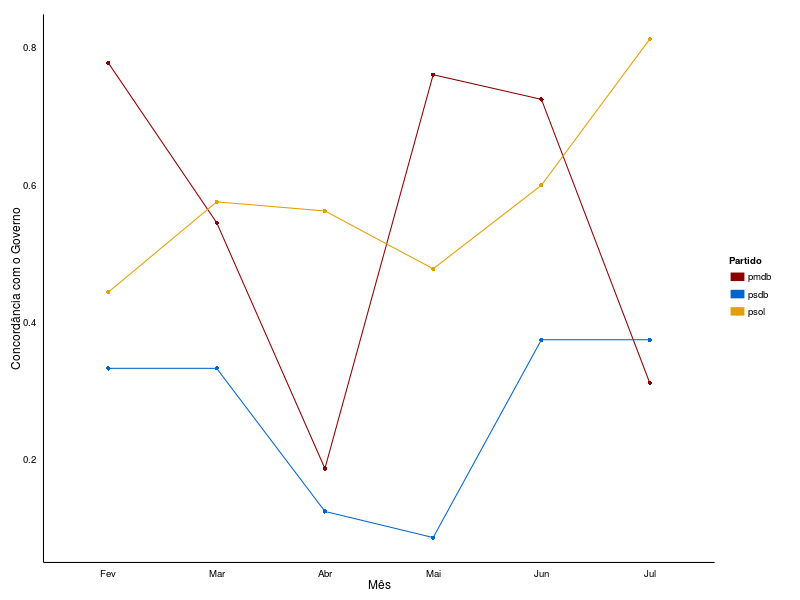 Concordância com o Governo
0.8
0.6
0.4
0.2
Fev Mar Abr Mai Jun Jul
Mês
Partido
pmdb
psdb
psol